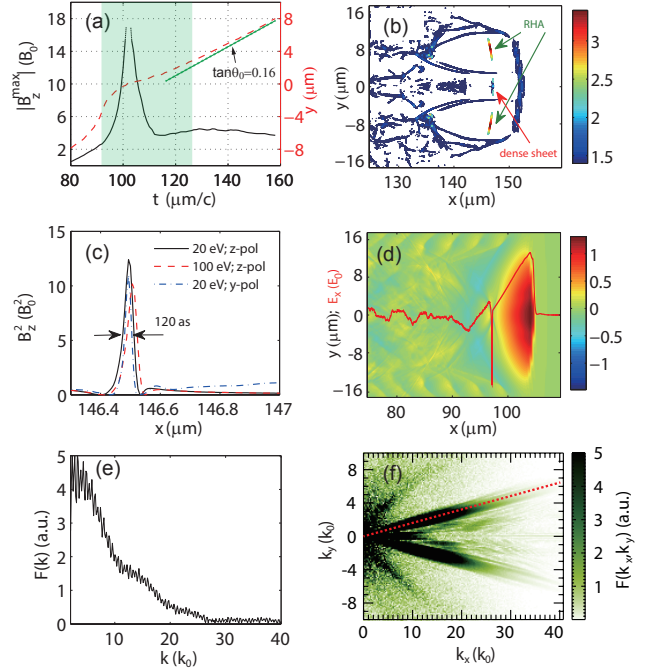 (a)
|B_z^max| (B_0)
18
14
10
6
2
8
4
0
−4
−8
y (μm)
tanθ_0=0.16
80 100 120 140 160
t (μm/c)
(b)
RHA
dense sheet
y (μm)
16
8
0
-8
-16
130 140 150
x (μm)
3
2.5
2
1.5
(c)
20 eV; z-pol
100 eV; z-pol
20 eV; y-pol
120 as
B_z^2 (B_0^2)
15
10
5
0
146.4 146.6 146.8 147
x (μm)
(d)
y (μm); E_x (E_0)
16
8
0
-8
-16
80 90 100
x (μm)
1
0.5
0
−0.5
−1
(e)
F(k) (a.u.)
5
4
3
2
1
0
10 20 30 40
k (k_0)
(f)
k_y (k_0)
8
4
0
-4
-8
0 10 20 30 40
k_x (k_0)
5
4
3
2
1
F(k_x,k_y) (a.u.)